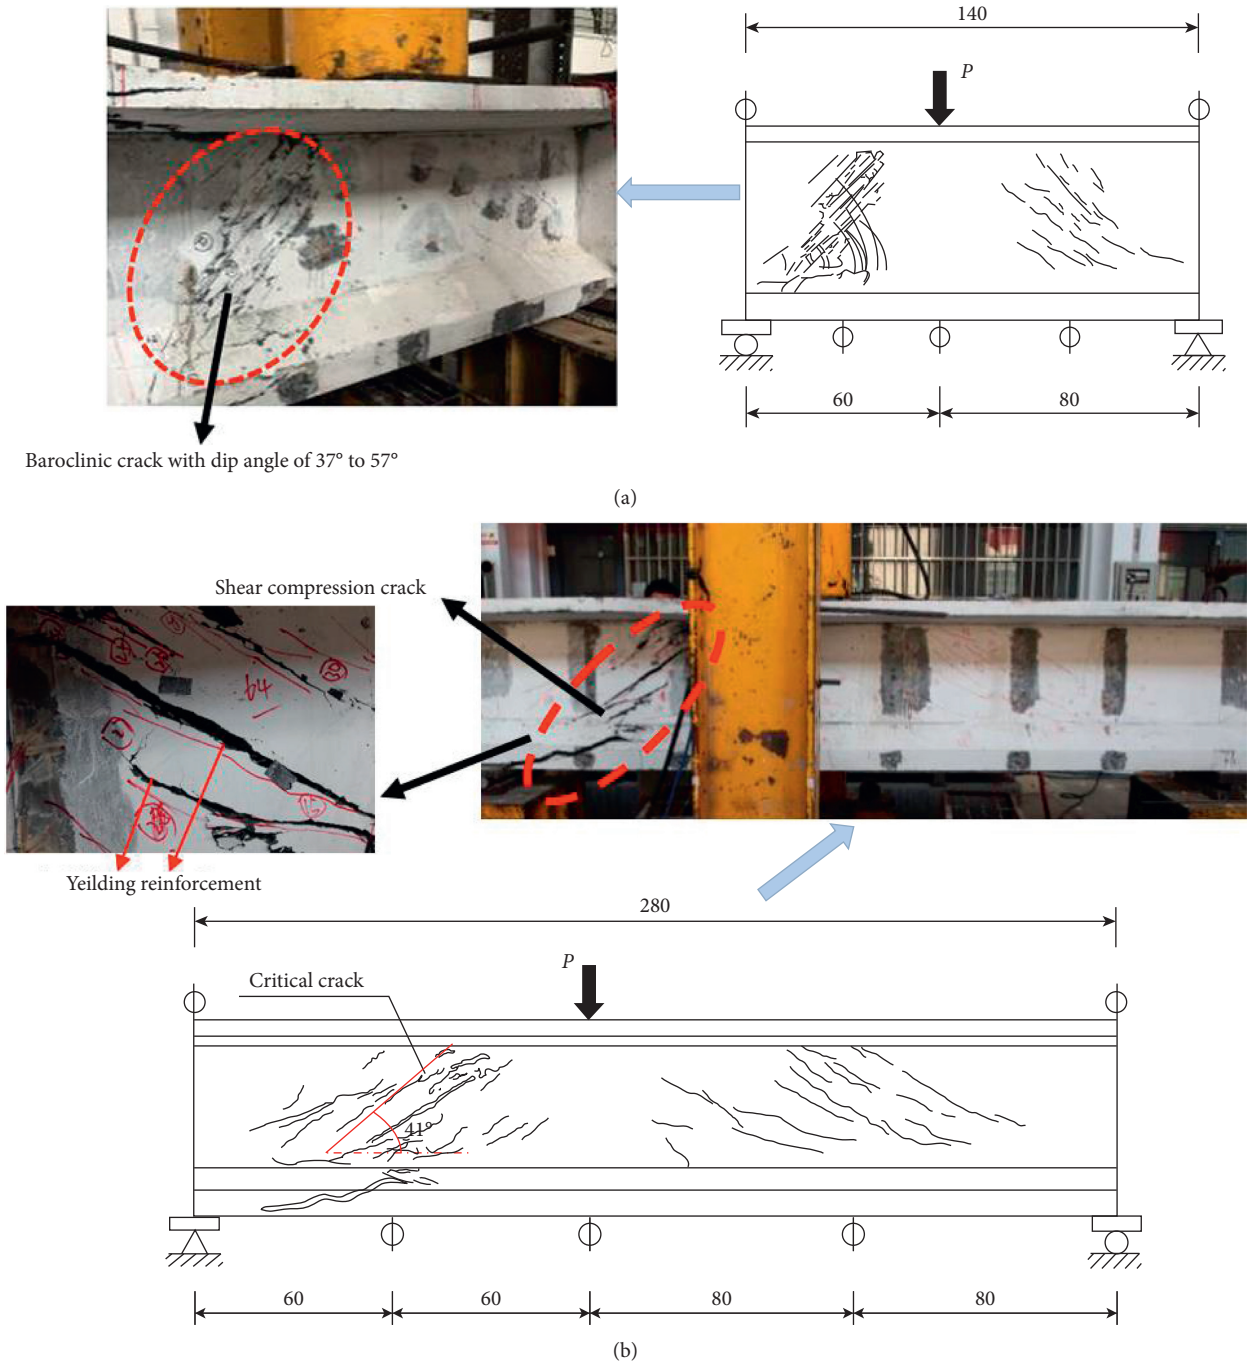 140
P
60
80
Baroclinic crack with dip angle of 37° to 57°
(a)
Shear compression crack
64
Yeilding reinforcement
280
P
Critical crack
41°
60
60
80
80
(b)